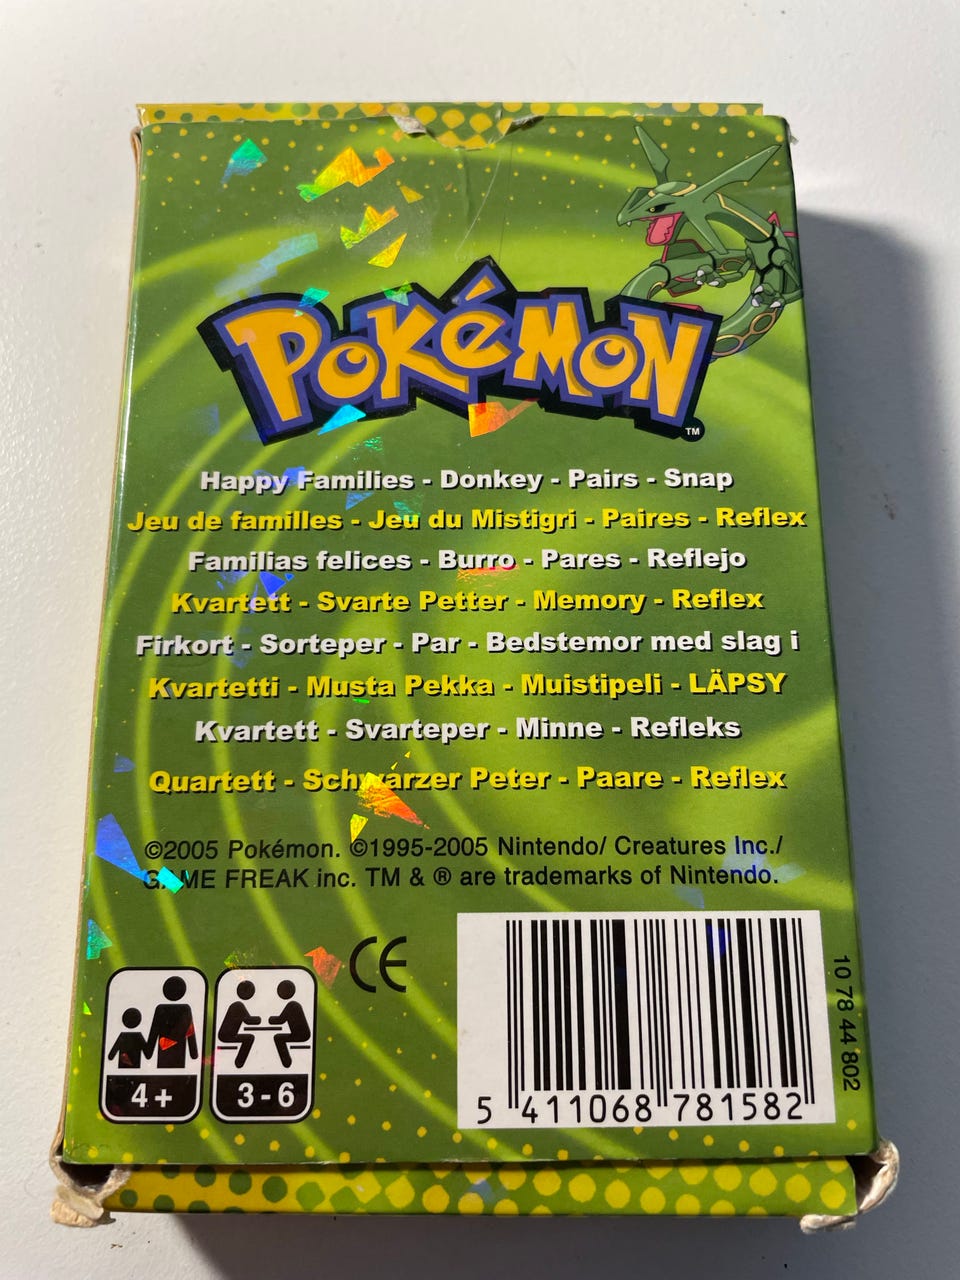 POKéMON
TM
Happy Families - Donkey - Pairs - Snap
Jeu de familles - Jeu du Mistigri - Paires - Reflex
Familias felices - Burro - Pares - Reflejo
Kvartett - Svarte Petter - Memory - Reflex
Firkort - Sorteper - Par - Bedstemor med slag i
Kvartetti - Musta Pekka - Muistipeli - LÄPSY
Kvartett - Svarteper - Minne - Refleks
Quartett - Schwarzer Peter - Paare - Reflex
©2005 Pokémon. ©1995-2005 Nintendo/ Creatures Inc./
GAME FREAK inc. TM & ® are trademarks of Nintendo.
CE
4+
3-6
5 411068 781582
10 78 44 802